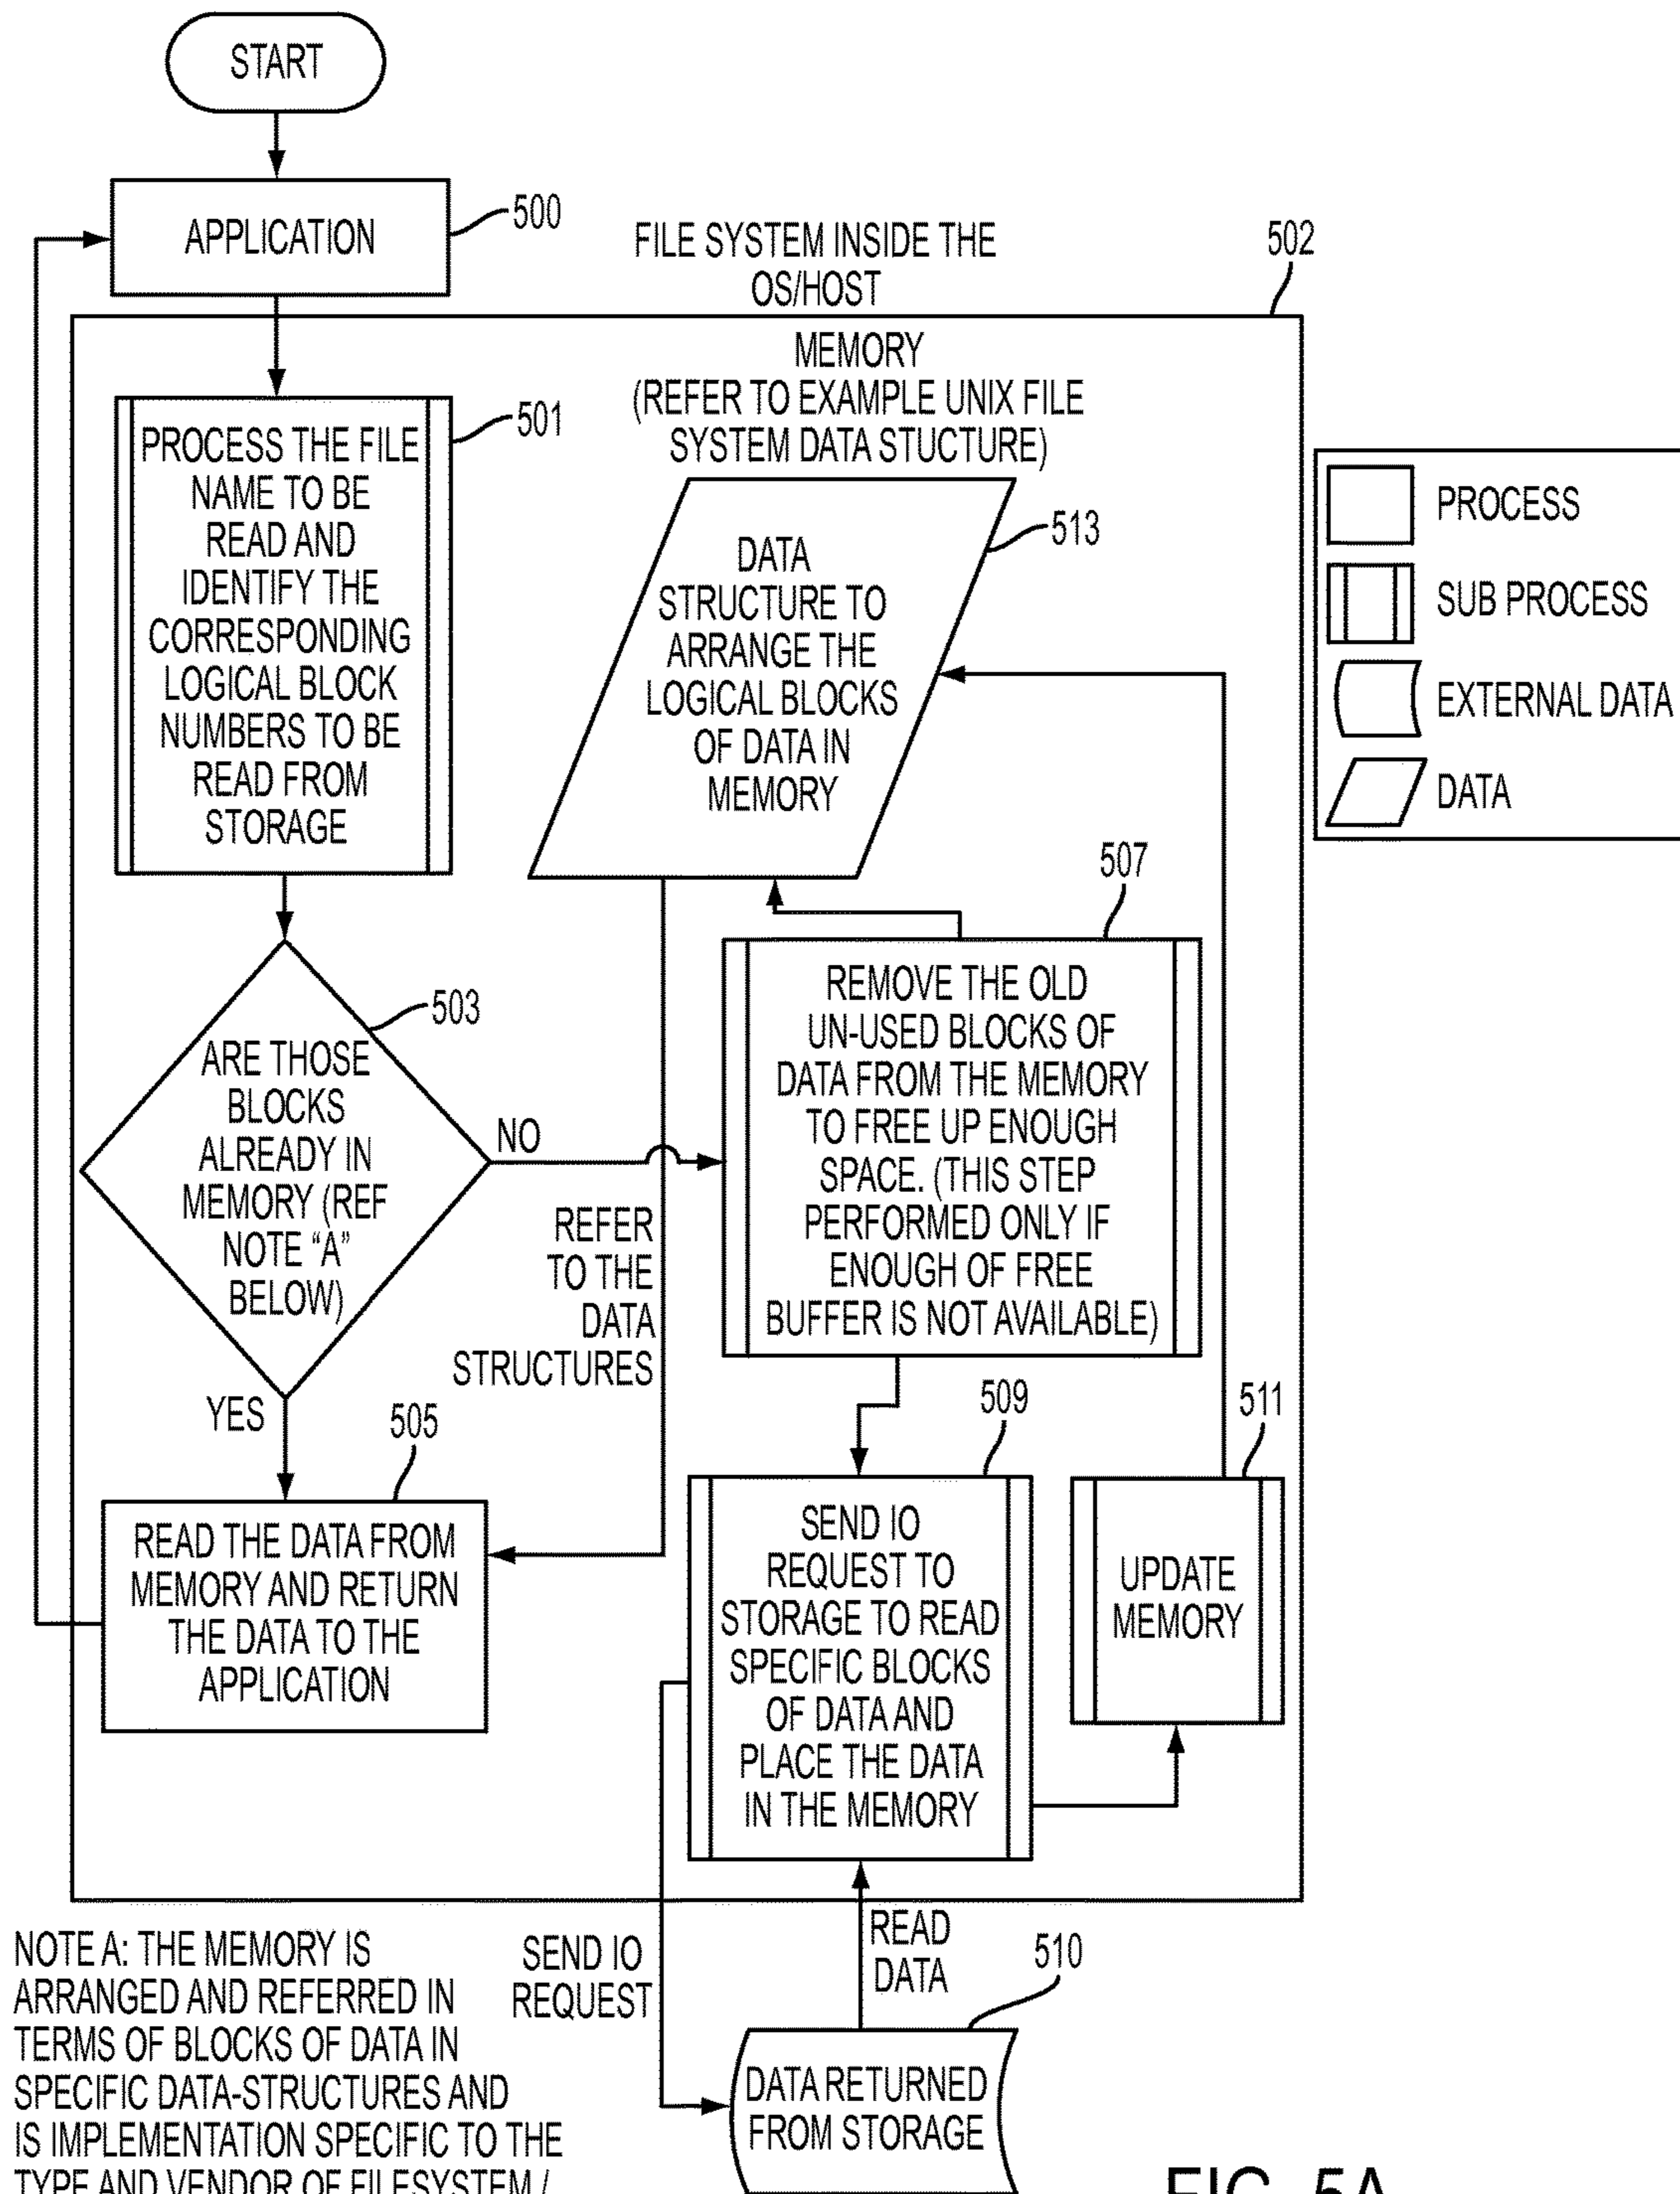 START
APPLICATION
500
FILE SYSTEM INSIDE THE
OS/HOST
502
MEMORY
(REFER TO EXAMPLE UNIX FILE
SYSTEM DATA STUCTURE)
PROCESS THE FILE
NAME TO BE
READ AND
IDENTIFY THE
CORRESPONDING
LOGICAL BLOCK
NUMBERS TO BE
READ FROM
STORAGE
501
DATA
STRUCTURE TO
ARRANGE THE
LOGICAL BLOCKS
OF DATA IN
MEMORY
513
PROCESS
SUB PROCESS
EXTERNAL DATA
DATA
ARE THOSE
BLOCKS
ALREADY IN
MEMORY (REF
NOTE “A”
BELOW)
503
NO
YES
REFER
TO THE
DATA
STRUCTURES
507
REMOVE THE OLD
UN-USED BLOCKS OF
DATA FROM THE MEMORY
TO FREE UP ENOUGH
SPACE. (THIS STEP
PERFORMED ONLY IF
ENOUGH OF FREE
BUFFER IS NOT AVAILABLE)
505
READ THE DATA FROM
MEMORY AND RETURN
THE DATA TO THE
APPLICATION
509
SEND IO
REQUEST TO
STORAGE TO READ
SPECIFIC BLOCKS
OF DATA AND
PLACE THE DATA
IN THE MEMORY
511
UPDATE
MEMORY
NOTE A: THE MEMORY IS
ARRANGED AND REFERRED IN
TERMS OF BLOCKS OF DATA IN
SPECIFIC DATA-STRUCTURES AND
IS IMPLEMENTATION SPECIFIC TO THE
TYPE AND VENDOR OF FILESYSTEM /
SEND IO
REQUEST
READ
DATA
510
DATA RETURNED
FROM STORAGE
FIG. 5A